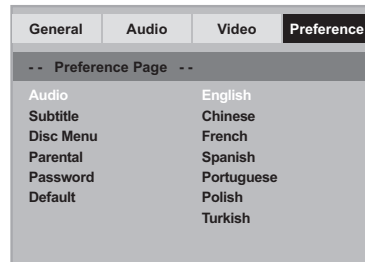 General Audio Video Preference
-- Preference Page --
Audio English
Subtitle Chinese
Disc Menu French
Parental Spanish
Password Portuguese
Default Polish
Turkish